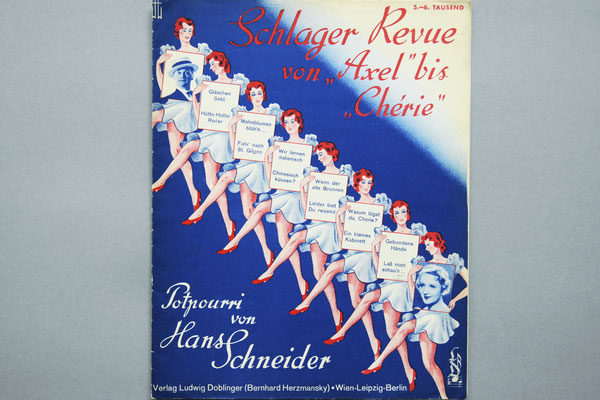 5.–6. TAUSEND
Schlager Revue
von „Axel" bis
„Chérie"
Gläschen
Sekt
Hotto-Hotto-
Reiter
Mohnblumen
blüh'n...
Fahr' nach
St. Gilgen
Wir lernen
italienisch
Chinesisch
küssen?
Wenn der
alte Brunnen
Leider bist
Du reizend
Warum lügst
du, Chérie?
Ein kleines
Kabinett
Gebundene
Hände
Laß mich
schau'n...
Potpourri
von
Hans
Schneider
Verlag Ludwig Doblinger (Bernhard Herzmansky) • Wien-Leipzig-Berlin